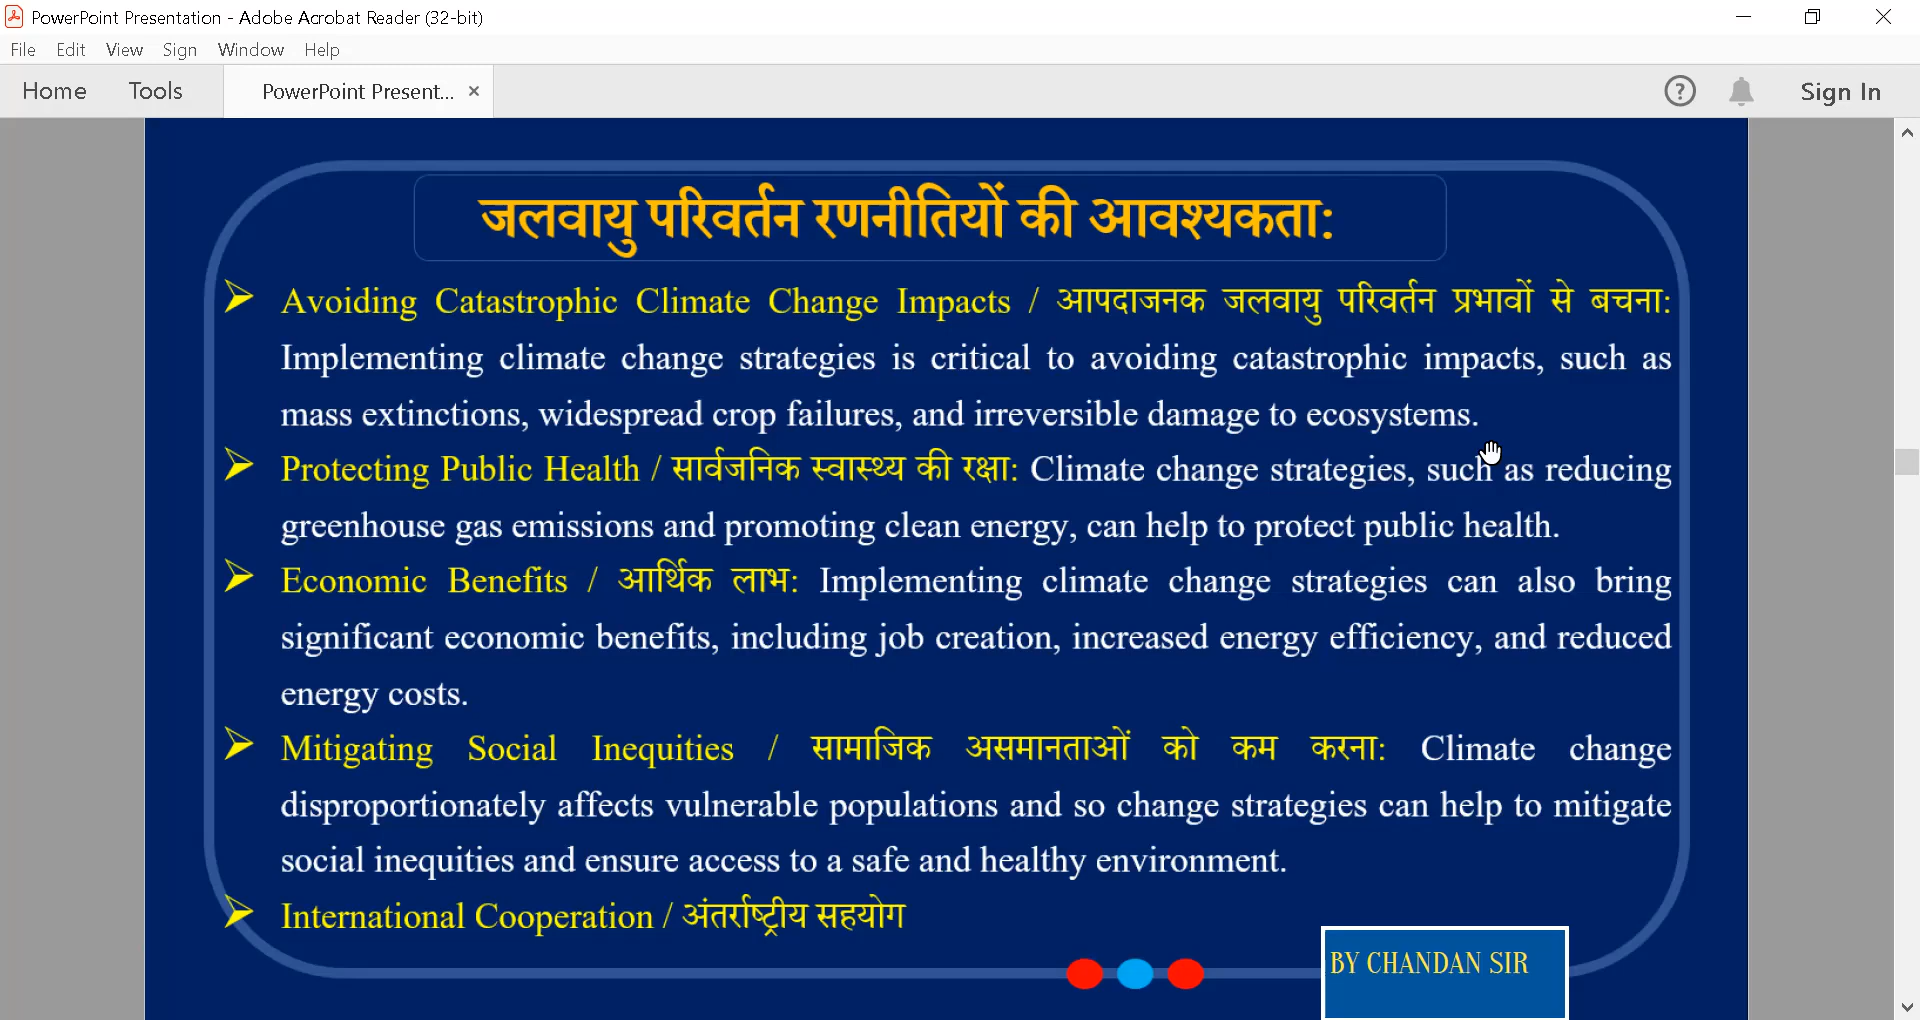 PowerPoint Presentation - Adobe Acrobat Reader (32-bit)
File Edit View Sign Window Help
Home Tools PowerPoint Present... × ? Sign In
जलवायु परिवर्तन रणनीतियों की आवश्यकता:
➢ Avoiding Catastrophic Climate Change Impacts / आपदाजनक जलवायु परिवर्तन प्रभावों से बचना:
Implementing climate change strategies is critical to avoiding catastrophic impacts, such as
mass extinctions, widespread crop failures, and irreversible damage to ecosystems.
➢ Protecting Public Health / सार्वजनिक स्वास्थ्य की रक्षा: Climate change strategies, such as reducing
greenhouse gas emissions and promoting clean energy, can help to protect public health.
➢ Economic Benefits / आर्थिक लाभ: Implementing climate change strategies can also bring
significant economic benefits, including job creation, increased energy efficiency, and reduced
energy costs.
➢ Mitigating Social Inequities / सामाजिक असमानताओं को कम करना: Climate change
disproportionately affects vulnerable populations and so change strategies can help to mitigate
social inequities and ensure access to a safe and healthy environment.
➢ International Cooperation / अंतर्राष्ट्रीय सहयोग
BY CHANDAN SIR